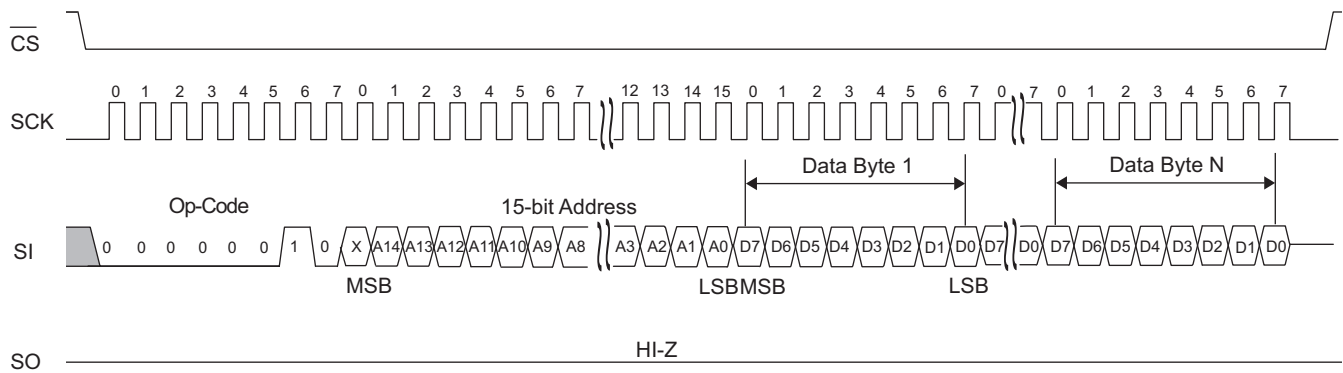 CS
0 1 2 3 4 5 6 7 0 1 2 3 4 5 6 7 12 13 14 15 0 1 2 3 4 5 6 7 0 7 0 1 2 3 4 5 6 7
SCK
Data Byte 1 Data Byte N
Op-Code 15-bit Address
SI 0 0 0 0 0 0 1 0 X A14 A13 A12 A11 A10 A9 A8 A3 A2 A1 A0 D7 D6 D5 D4 D3 D2 D1 D0 D7 D0 D7 D6 D5 D4 D3 D2 D1 D0
MSB LSB MSB LSB
HI-Z
SO